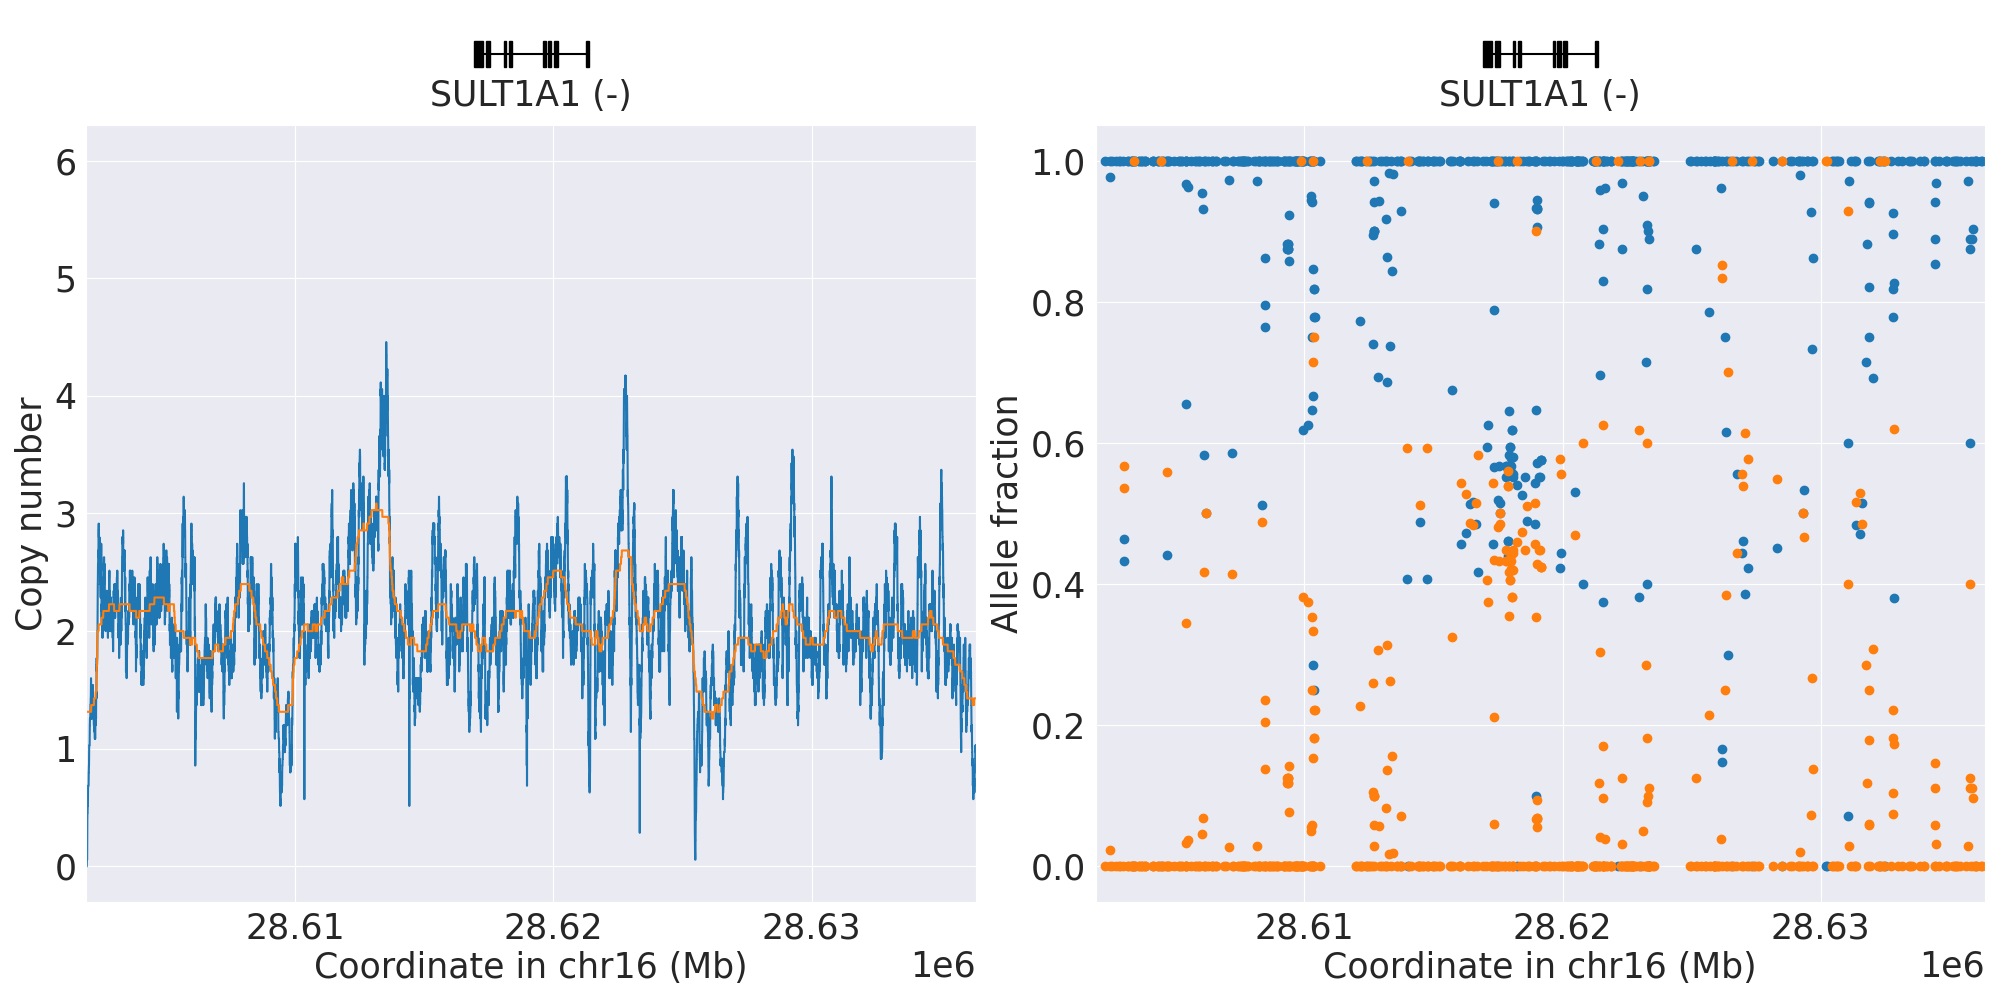 SULT1A1 (-)
Copy number
6
5
4
3
2
1
0
28.61
28.62
28.63
Coordinate in chr16 (Mb)
1e6
SULT1A1 (-)
Allele fraction
1.0
0.8
0.6
0.4
0.2
0.0
28.61
28.62
28.63
Coordinate in chr16 (Mb)
1e6